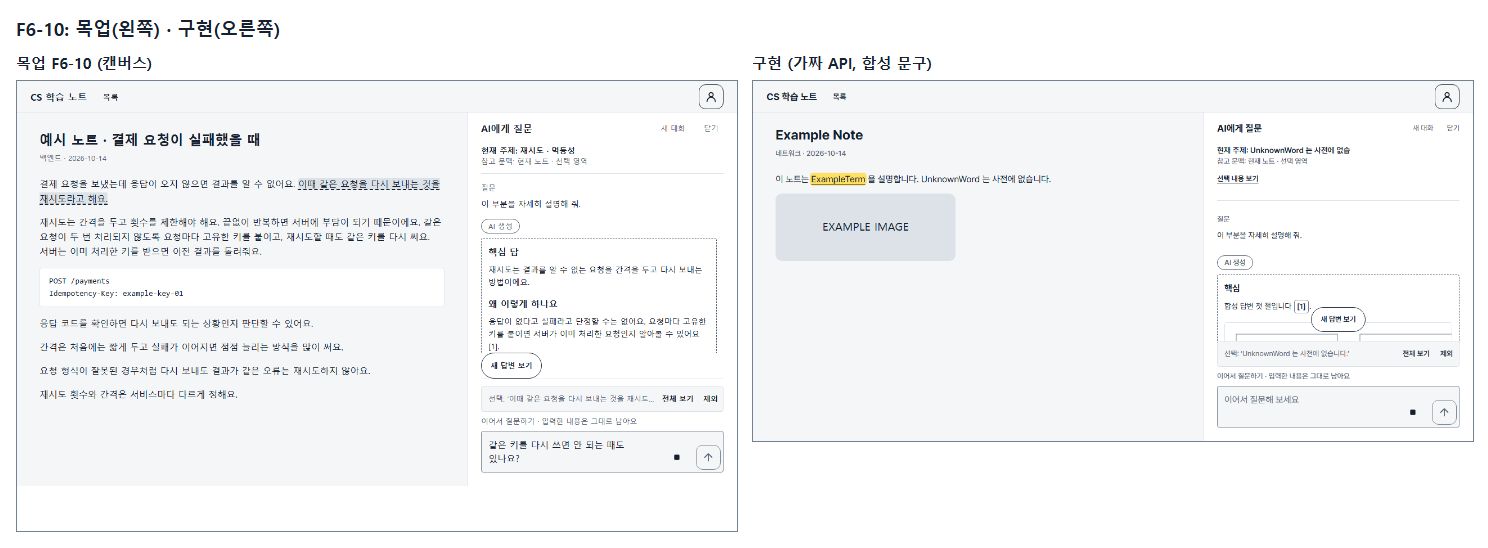 F6-10: 목업(왼쪽) · 구현(오른쪽)
목업 F6-10 (캔버스)
CS 학습 노트 목록
예시 노트 · 결제 요청이 실패했을 때
백엔드 · 2026-10-14
결제 요청을 보냈는데 응답이 오지 않으면 결과를 알 수 없어요. 이때 같은 요청을 다시 보내는 것을
재시도라고 해요.
재시도는 간격을 두고 횟수를 제한해야 해요. 끝없이 반복하면 서버에 부담이 되기 때문이에요. 같은
요청이 두 번 처리되지 않도록 요청마다 고유한 키를 붙이고, 재시도할 때도 같은 키를 다시 써요.
서버는 이미 처리한 키를 받으면 이전 결과를 돌려줘요.
POST /payments
Idempotency-Key: example-key-01
응답 코드를 확인하면 다시 보내도 되는 상황인지 판단할 수 있어요.
간격은 처음에는 짧게 두고 실패가 이어지면 점점 늘리는 방식을 많이 써요.
요청 형식이 잘못된 경우처럼 다시 보내도 결과가 같은 오류는 재시도하지 않아요.
재시도 횟수와 간격은 서비스마다 다르게 정해요.
AI에게 질문 새 대화 닫기
현재 주제: 재시도 · 멱등성
참고 문맥: 현재 노트 · 선택 영역
질문
이 부분을 자세히 설명해 줘.
AI 생성
핵심 답
재시도는 결과를 알 수 없는 요청을 간격을 두고 다시 보내는
방법이에요.
왜 이렇게 하나요
응답이 없다고 실패라고 단정할 수는 없어요. 요청마다 고유한
키를 붙이면 서버가 이미 처리한 요청인지 알아볼 수 있어요
[1].
새 답변 보기
선택: '이때 같은 요청을 다시 보내는 것을 재시도... 전체 보기 제외
이어서 질문하기 · 입력한 내용은 그대로 남아요
같은 키를 다시 쓰면 안 되는 때도
있나요?
구현 (가짜 API, 합성 문구)
CS 학습 노트 목록
Example Note
네트워크 · 2026-10-14
이 노트는 ExampleTerm 을 설명합니다. UnknownWord 는 사전에 없습니다.
EXAMPLE IMAGE
AI에게 질문 새 대화 닫기
현재 주제: UnknownWord 는 사전에 없습
참고 문맥: 현재 노트 · 선택 영역
선택 내용 보기
질문
이 부분을 자세히 설명해 줘.
AI 생성
핵심
합성 답변 첫 절입니다 [1].
새 답변 보기
선택: 'UnknownWord 는 사전에 없습니다.' 전체 보기 제외
이어서 질문하기 · 입력한 내용은 그대로 남아요
이어서 질문해 보세요